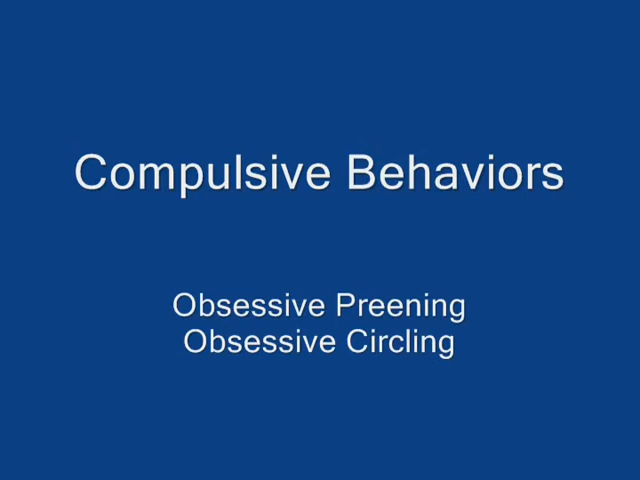 Compulsive Behaviors
Obsessive Preening
Obsessive Circling